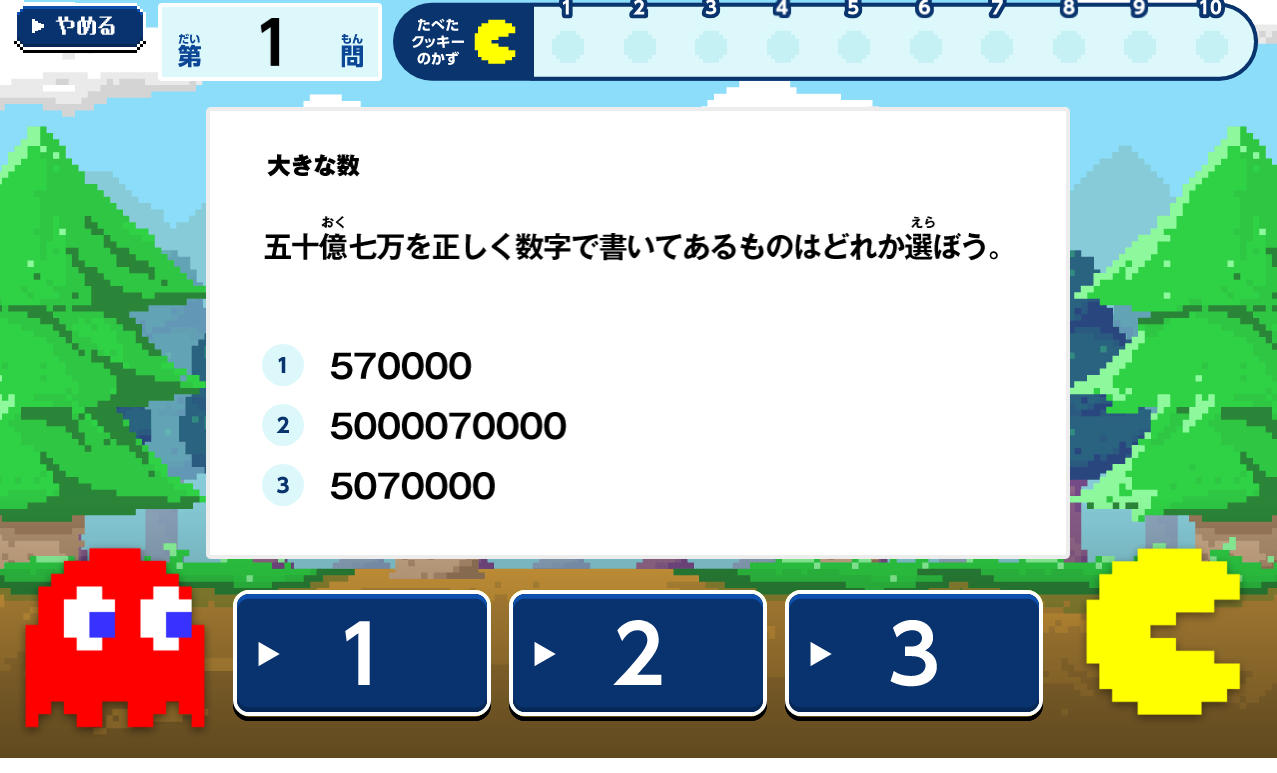 やめる
だい もん
第 1 問
たべた
クッキー
のかず
1 2 3 4 5 6 7 8 9 10
大きな数
おく えら
五十億七万を正しく数字で書いてあるものはどれか選ぼう。
1 570000
2 5000070000
3 5070000
1 2 3